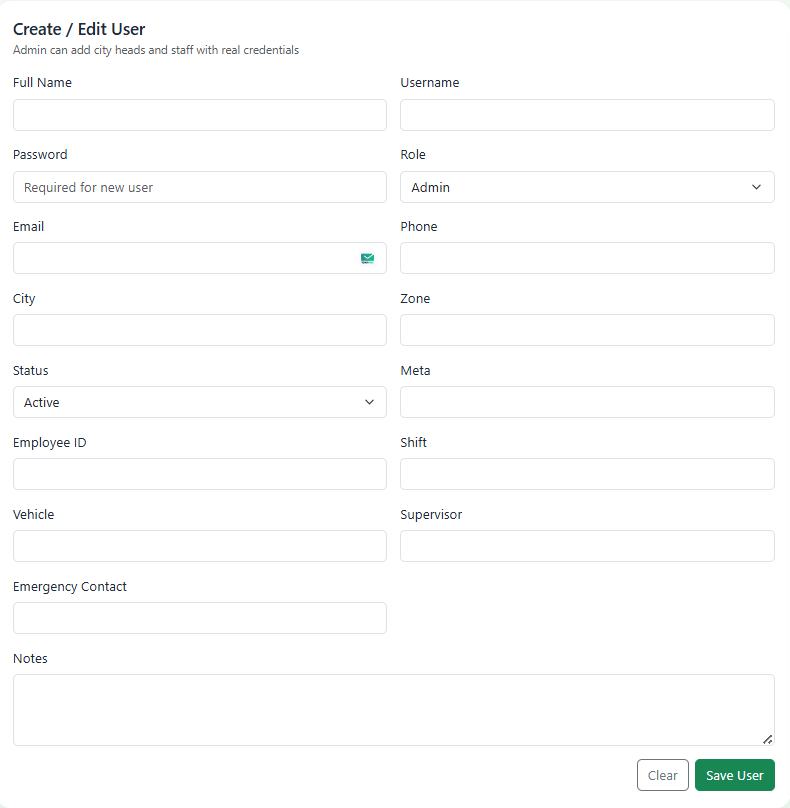 Create / Edit User
Admin can add city heads and staff with real credentials
Full Name
Username
Password
Role
Required for new user
Admin
Email
Phone
City
Zone
Status
Meta
Active
Employee ID
Shift
Vehicle
Supervisor
Emergency Contact
Notes
Clear
Save User